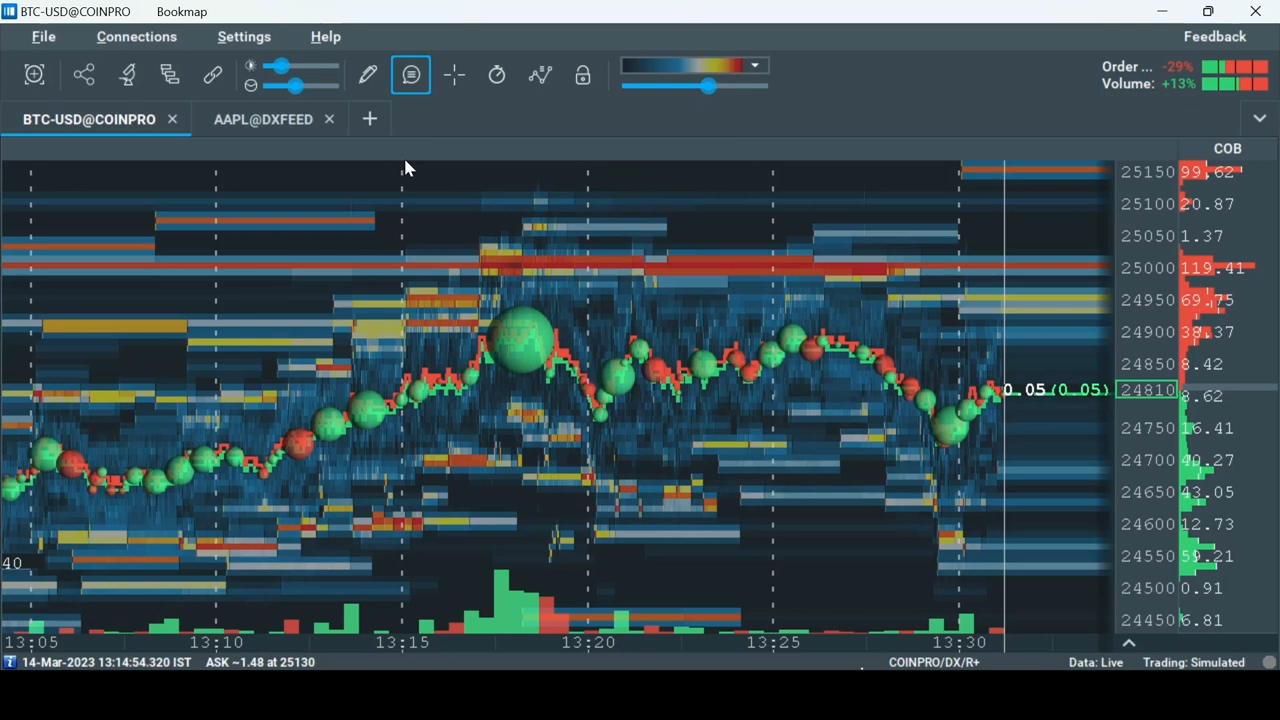 BTC-USD@COINPRO Bookmap
File Connections Settings Help Feedback
Order ... -29%
Volume: +13%
BTC-USD@COINPRO AAPL@DXFEED
COB
25150 99.62
25100 20.87
25050 1.37
25000 119.41
24950 69.75
24900 38.37
24850 8.42
0.05 (0.05) 24810 8.62
24750 16.41
24700 40.27
24650 43.05
24600 12.73
24550 59.21
40
24500 0.91
24450 6.81
13:05 13:10 13:15 13:20 13:25 13:30
14-Mar-2023 13:14:54.320 IST ASK ~1.48 at 25130 COINPRO/DX/R+ Data: Live Trading: Simulated